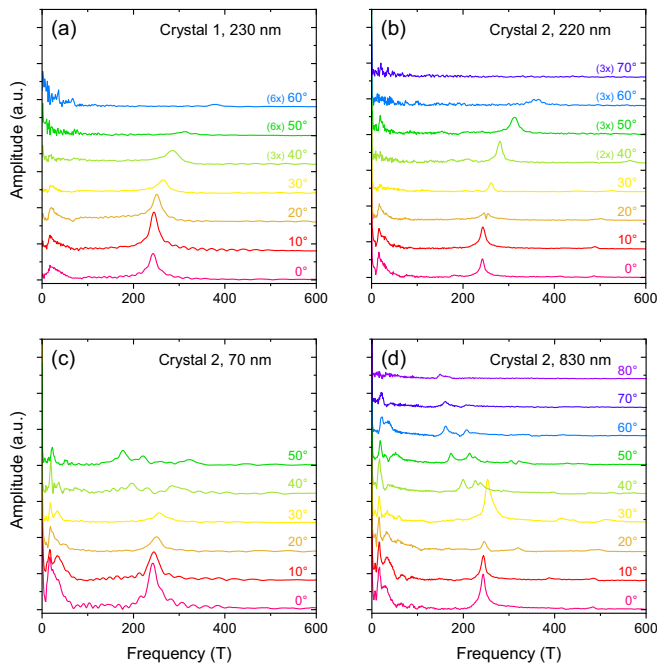 (a) Crystal 1, 230 nm
Amplitude (a.u.)
(6x) 60°
(6x) 50°
(3x) 40°
30°
20°
10°
0°
0 200 400 600
(b) Crystal 2, 220 nm
(3x) 70°
(3x) 60°
(3x) 50°
(2x) 40°
30°
20°
10°
0°
0 200 400 600
(c) Crystal 2, 70 nm
Amplitude (a.u.)
50°
40°
30°
20°
10°
0°
0 200 400 600
Frequency (T)
(d) Crystal 2, 830 nm
80°
70°
60°
50°
40°
30°
20°
10°
0°
0 200 400 600
Frequency (T)